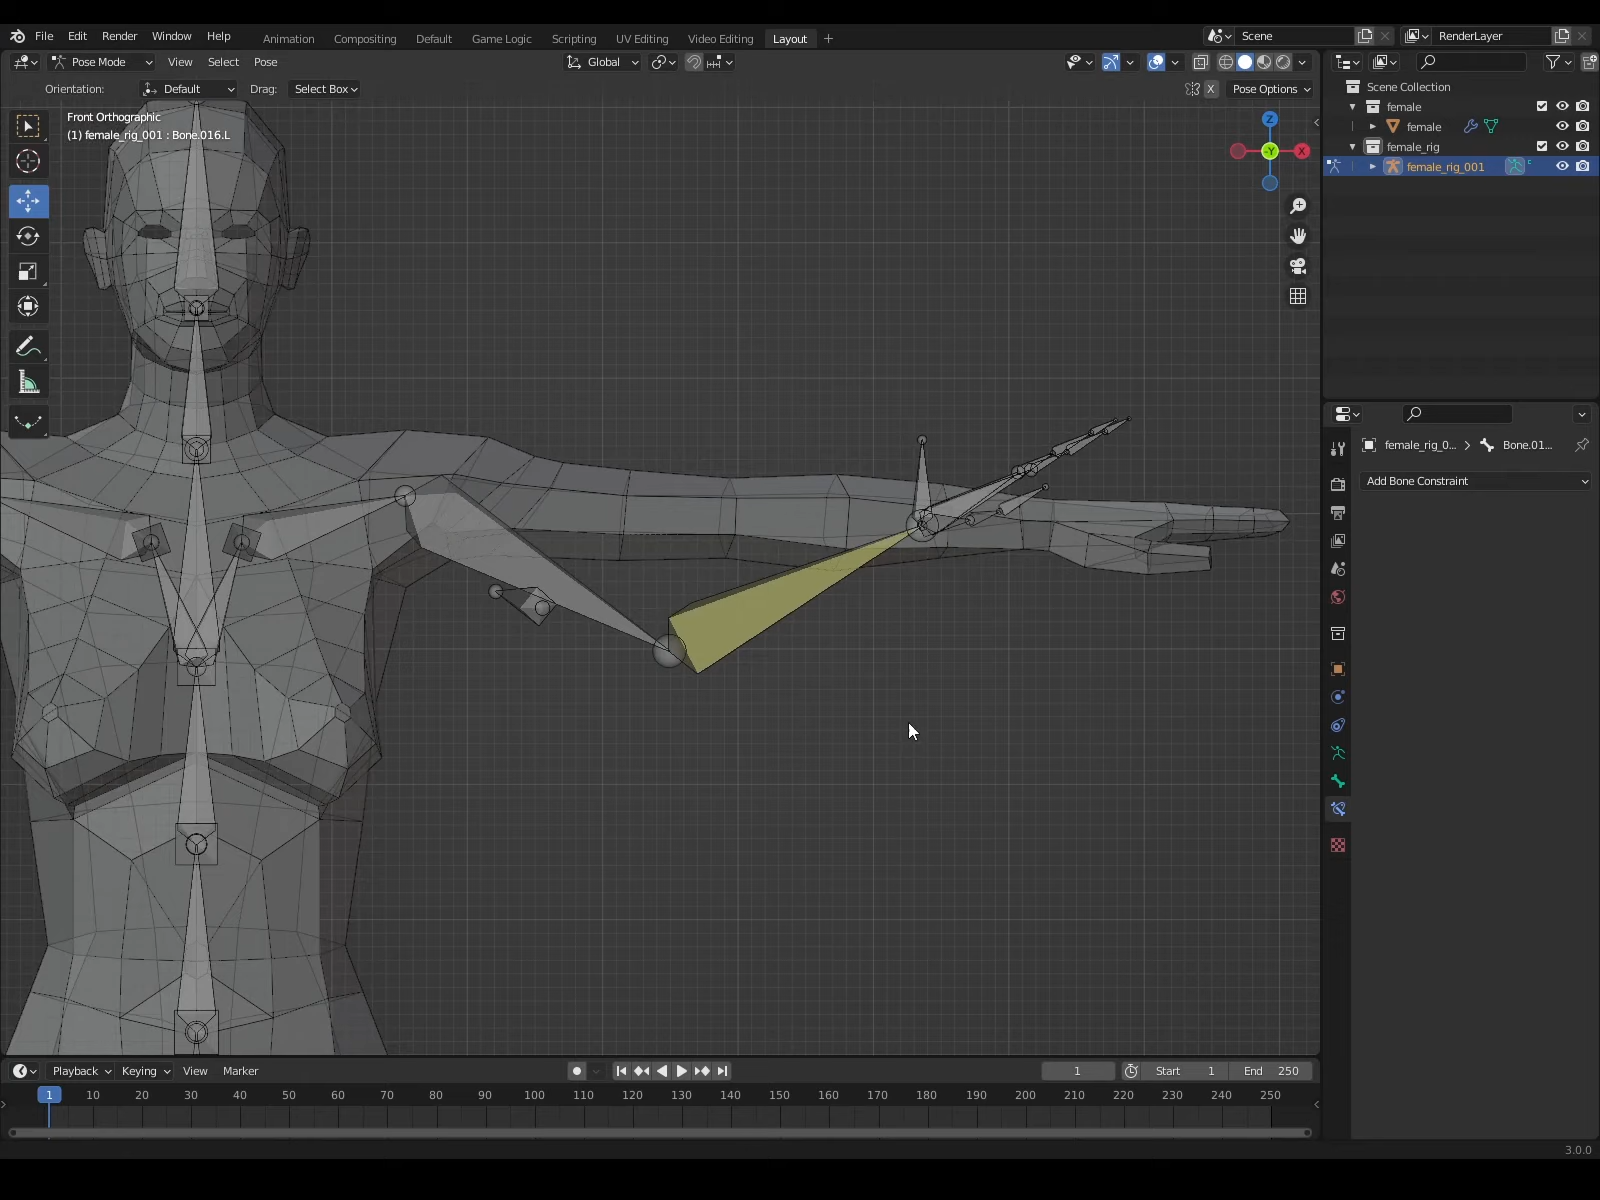 File Edit Render Window Help Animation Compositing Default Game Logic Scripting UV Editing Video Editing Layout + Scene RenderLayer
Pose Mode View Select Pose Global
Orientation: Default Drag: Select Box X Pose Options
Front Orthographic
(1) female_rig_001 : Bone.016.L
Z
-Y
X
Scene Collection
female
female
female_rig
female_rig_001
female_rig_0... > Bone.01...
Add Bone Constraint
Playback Keying View Marker 1 Start 1 End 250
1 10 20 30 40 50 60 70 80 90 100 110 120 130 140 150 160 170 180 190 200 210 220 230 240 250
3.0.0